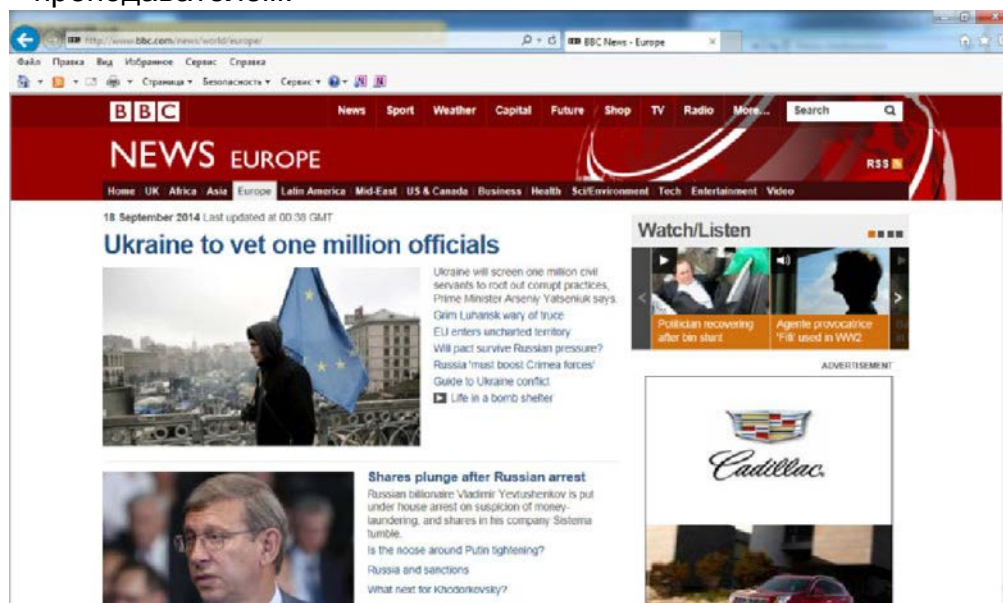 http://www.bbc.com/news/world/europe/
BBC News - Europe
Файл Правка Вид Избранное Сервис Справка
Страница Безопасность Сервис
BBC
News Sport Weather Capital Future Shop TV Radio More... Search
NEWS EUROPE
RSS
Home UK Africa Asia Europe Latin America Mid-East US & Canada Business Health Sci/Environment Tech Entertainment Video
18 September 2014 Last updated at 00:38 GMT
Ukraine to vet one million officials
Ukraine will screen one million civil
servants to root out corrupt practices,
Prime Minister Arseniy Yatseniuk says.
Grim Luhansk wary of truce
EU enters uncharted territory
Will pact survive Russian pressure?
Russia 'must boost Crimea forces'
Guide to Ukraine conflict
Life in a bomb shelter
Watch/Listen
Politician recovering
after bin stunt
Agente provocatrice
'Fifi' used in WW2
ADVERTISEMENT
Cadillac.
Shares plunge after Russian arrest
Russian billionaire Vladimir Yevtushenkov is put
under house arrest on suspicion of money-
laundering, and shares in his company Sistema
tumble.
Is the noose around Putin tightening?
Russia and sanctions
What next for Khodorkovsky?